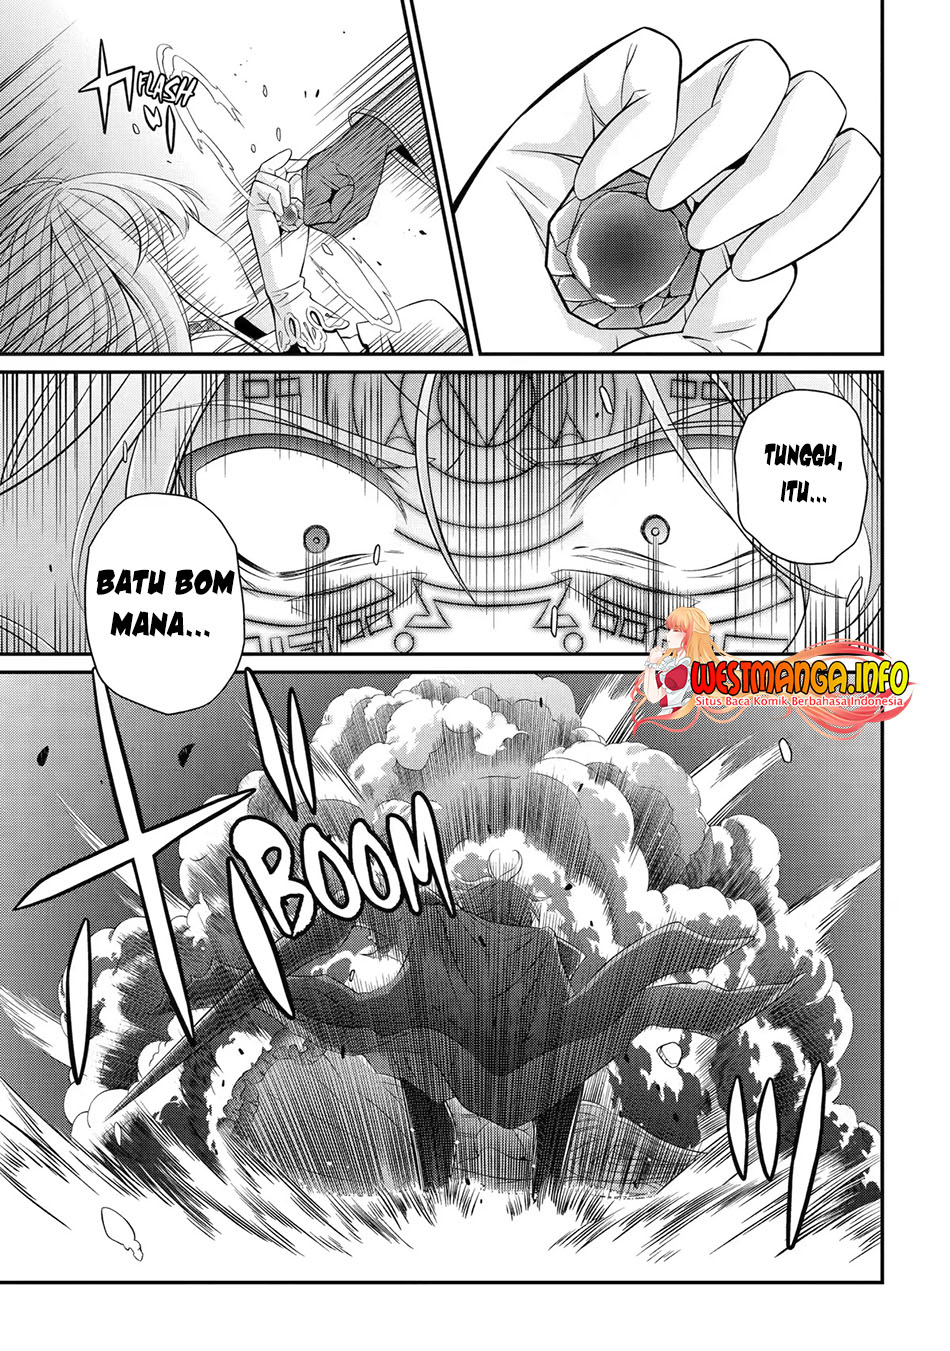 FLASH
TUNGGU,
ITU...
BATU BOM
MANA...
WESTMANGA.INFO
Situs Baca Komik Berbahasa Indonesia
BOOM